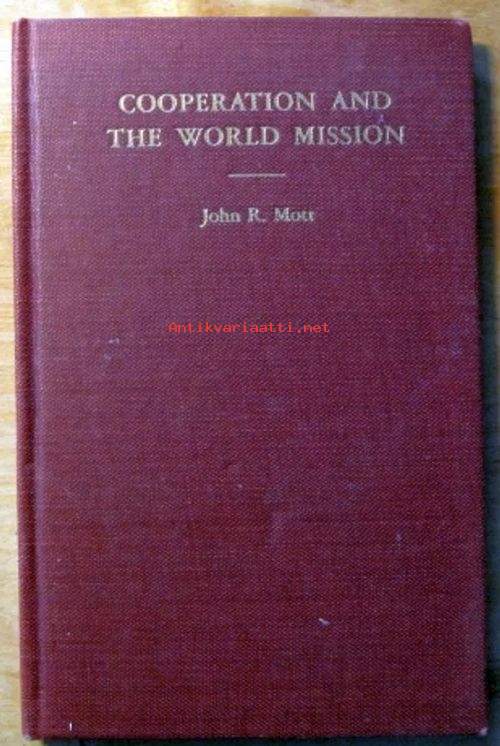 COOPERATION AND
THE WORLD MISSION
John R. Mott
Antikvariaatti.net